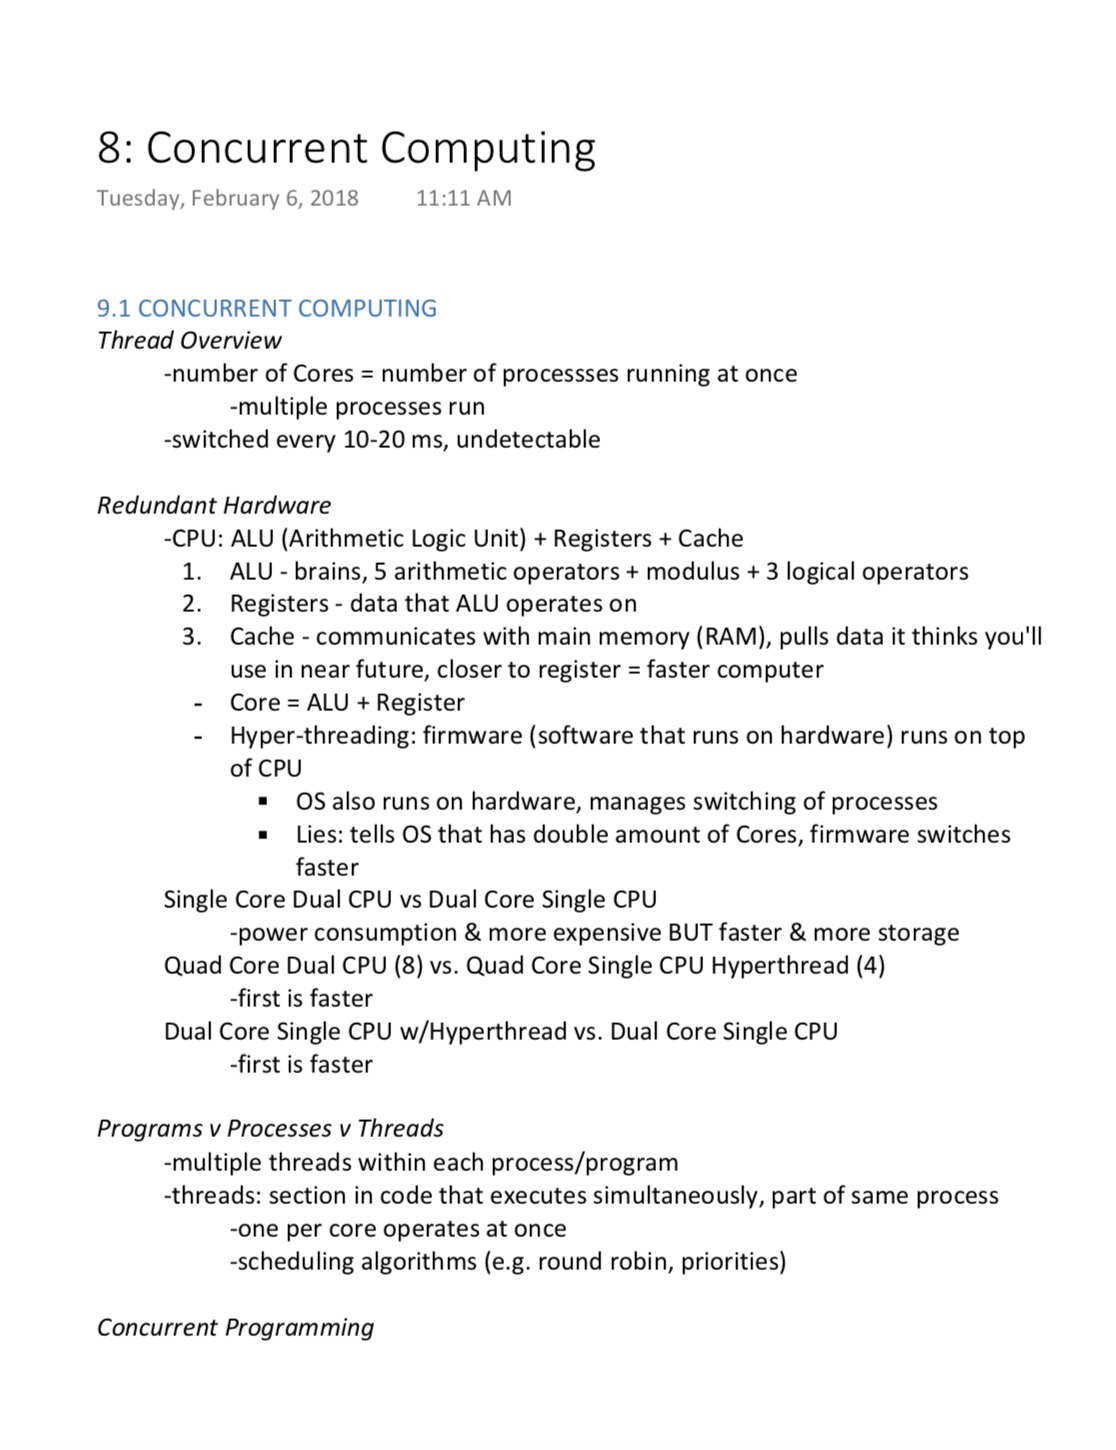 8: Concurrent Computing
Tuesday, February 6, 2018 11:11 AM
9.1 CONCURRENT COMPUTING
Thread Overview
-number of Cores = number of processses running at once
-multiple processes run
-switched every 10-20 ms, undetectable
Redundant Hardware
-CPU: ALU (Arithmetic Logic Unit) + Registers + Cache
1. ALU - brains, 5 arithmetic operators + modulus + 3 logical operators
2. Registers - data that ALU operates on
3. Cache - communicates with main memory (RAM), pulls data it thinks you'll
use in near future, closer to register = faster computer
- Core = ALU + Register
- Hyper-threading: firmware (software that runs on hardware) runs on top
of CPU
▪ OS also runs on hardware, manages switching of processes
▪ Lies: tells OS that has double amount of Cores, firmware switches
faster
Single Core Dual CPU vs Dual Core Single CPU
-power consumption & more expensive BUT faster & more storage
Quad Core Dual CPU (8) vs. Quad Core Single CPU Hyperthread (4)
-first is faster
Dual Core Single CPU w/Hyperthread vs. Dual Core Single CPU
-first is faster
Programs v Processes v Threads
-multiple threads within each process/program
-threads: section in code that executes simultaneously, part of same process
-one per core operates at once
-scheduling algorithms (e.g. round robin, priorities)
Concurrent Programming